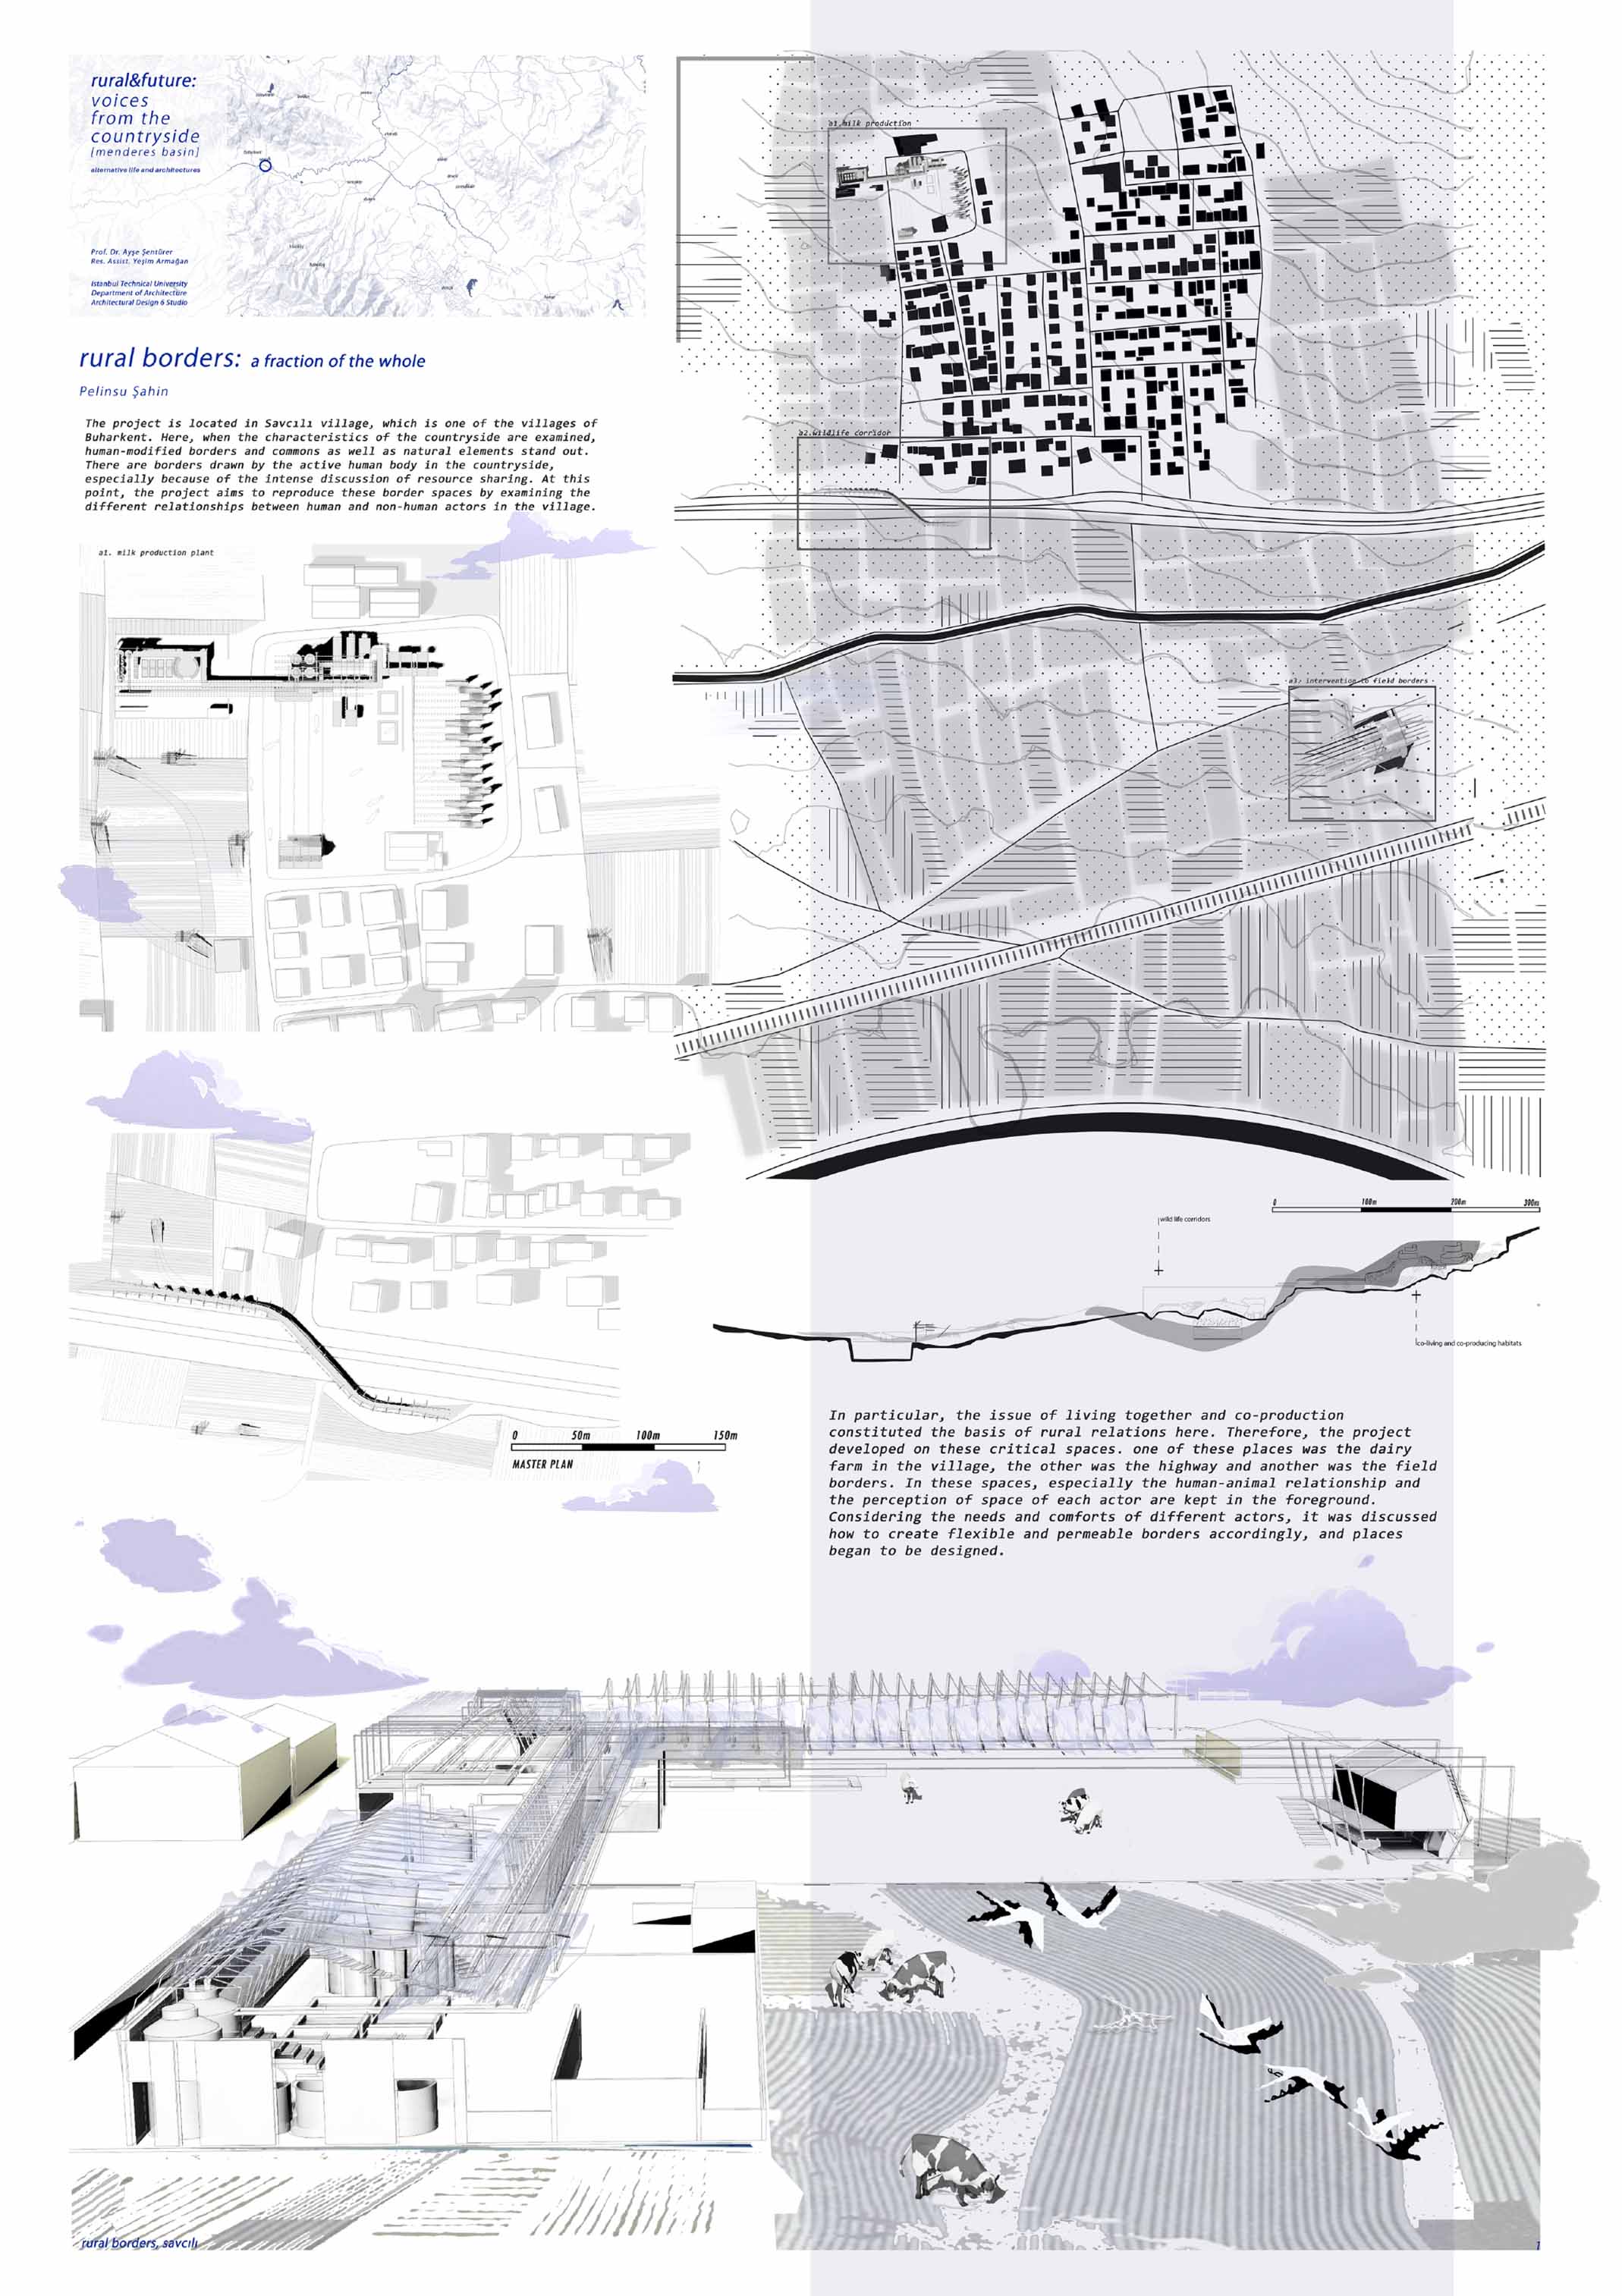 rural&future:
voices
from the
countryside
[menderes basin]
alternative life and architectures
Prof. Dr. Ayşe Şentürer
Res. Assist. Yeşim Armağan
Istanbul Technical University
Department of Architecture
Architectural Design 6 Studio
rural borders: a fraction of the whole
Pelinsu Şahin
The project is located in Savcılı village, which is one of the villages of
Buharkent. Here, when the characteristics of the countryside are examined,
human-modified borders and commons as well as natural elements stand out.
There are borders drawn by the active human body in the countryside,
especially because of the intense discussion of resource sharing. At this
point, the project aims to reproduce these border spaces by examining the
different relationships between human and non-human actors in the village.
a1. milk production plant
a1.milk production
a2.wildlife corridor
a3. intervention to field borders
0 50m 100m 150m
MASTER PLAN
0 100m 200m 300m
wild life corridors
co-living and co-producing habitats
In particular, the issue of living together and co-production
constituted the basis of rural relations here. Therefore, the project
developed on these critical spaces. one of these places was the dairy
farm in the village, the other was the highway and another was the field
borders. In these spaces, especially the human-animal relationship and
the perception of space of each actor are kept in the foreground.
Considering the needs and comforts of different actors, it was discussed
how to create flexible and permeable borders accordingly, and places
began to be designed.
rural borders, savcılı
1